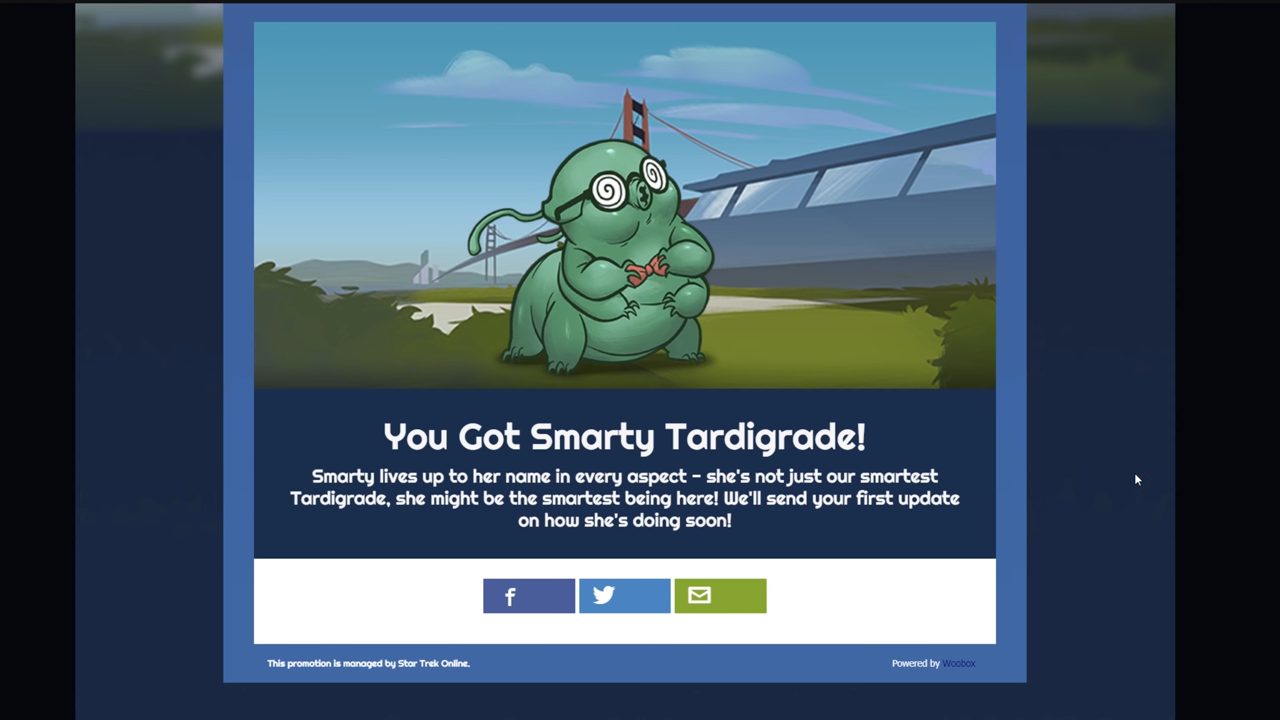 You Got Smarty Tardigrade!
Smarty lives up to her name in every aspect - she's not just our smartest
Tardigrade, she might be the smartest being here! We'll send your first update
on how she's doing soon!
This promotion is managed by Star Trek Online.
Powered by Woobox